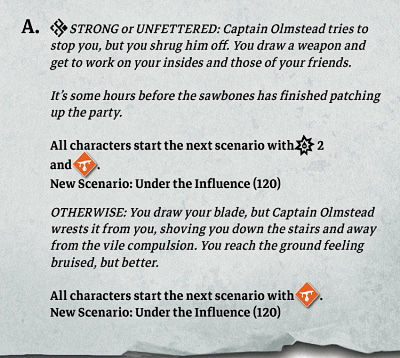 A. STRONG or UNFETTERED: Captain Olmstead tries to
stop you, but you shrug him off. You draw a weapon and
get to work on your insides and those of your friends.
It's some hours before the sawbones has finished patching
up the party.
All characters start the next scenario with 2
and .
New Scenario: Under the Influence (120)
OTHERWISE: You draw your blade, but Captain Olmstead
wrests it from you, shoving you down the stairs and away
from the vile compulsion. You reach the ground feeling
bruised, but better.
All characters start the next scenario with .
New Scenario: Under the Influence (120)